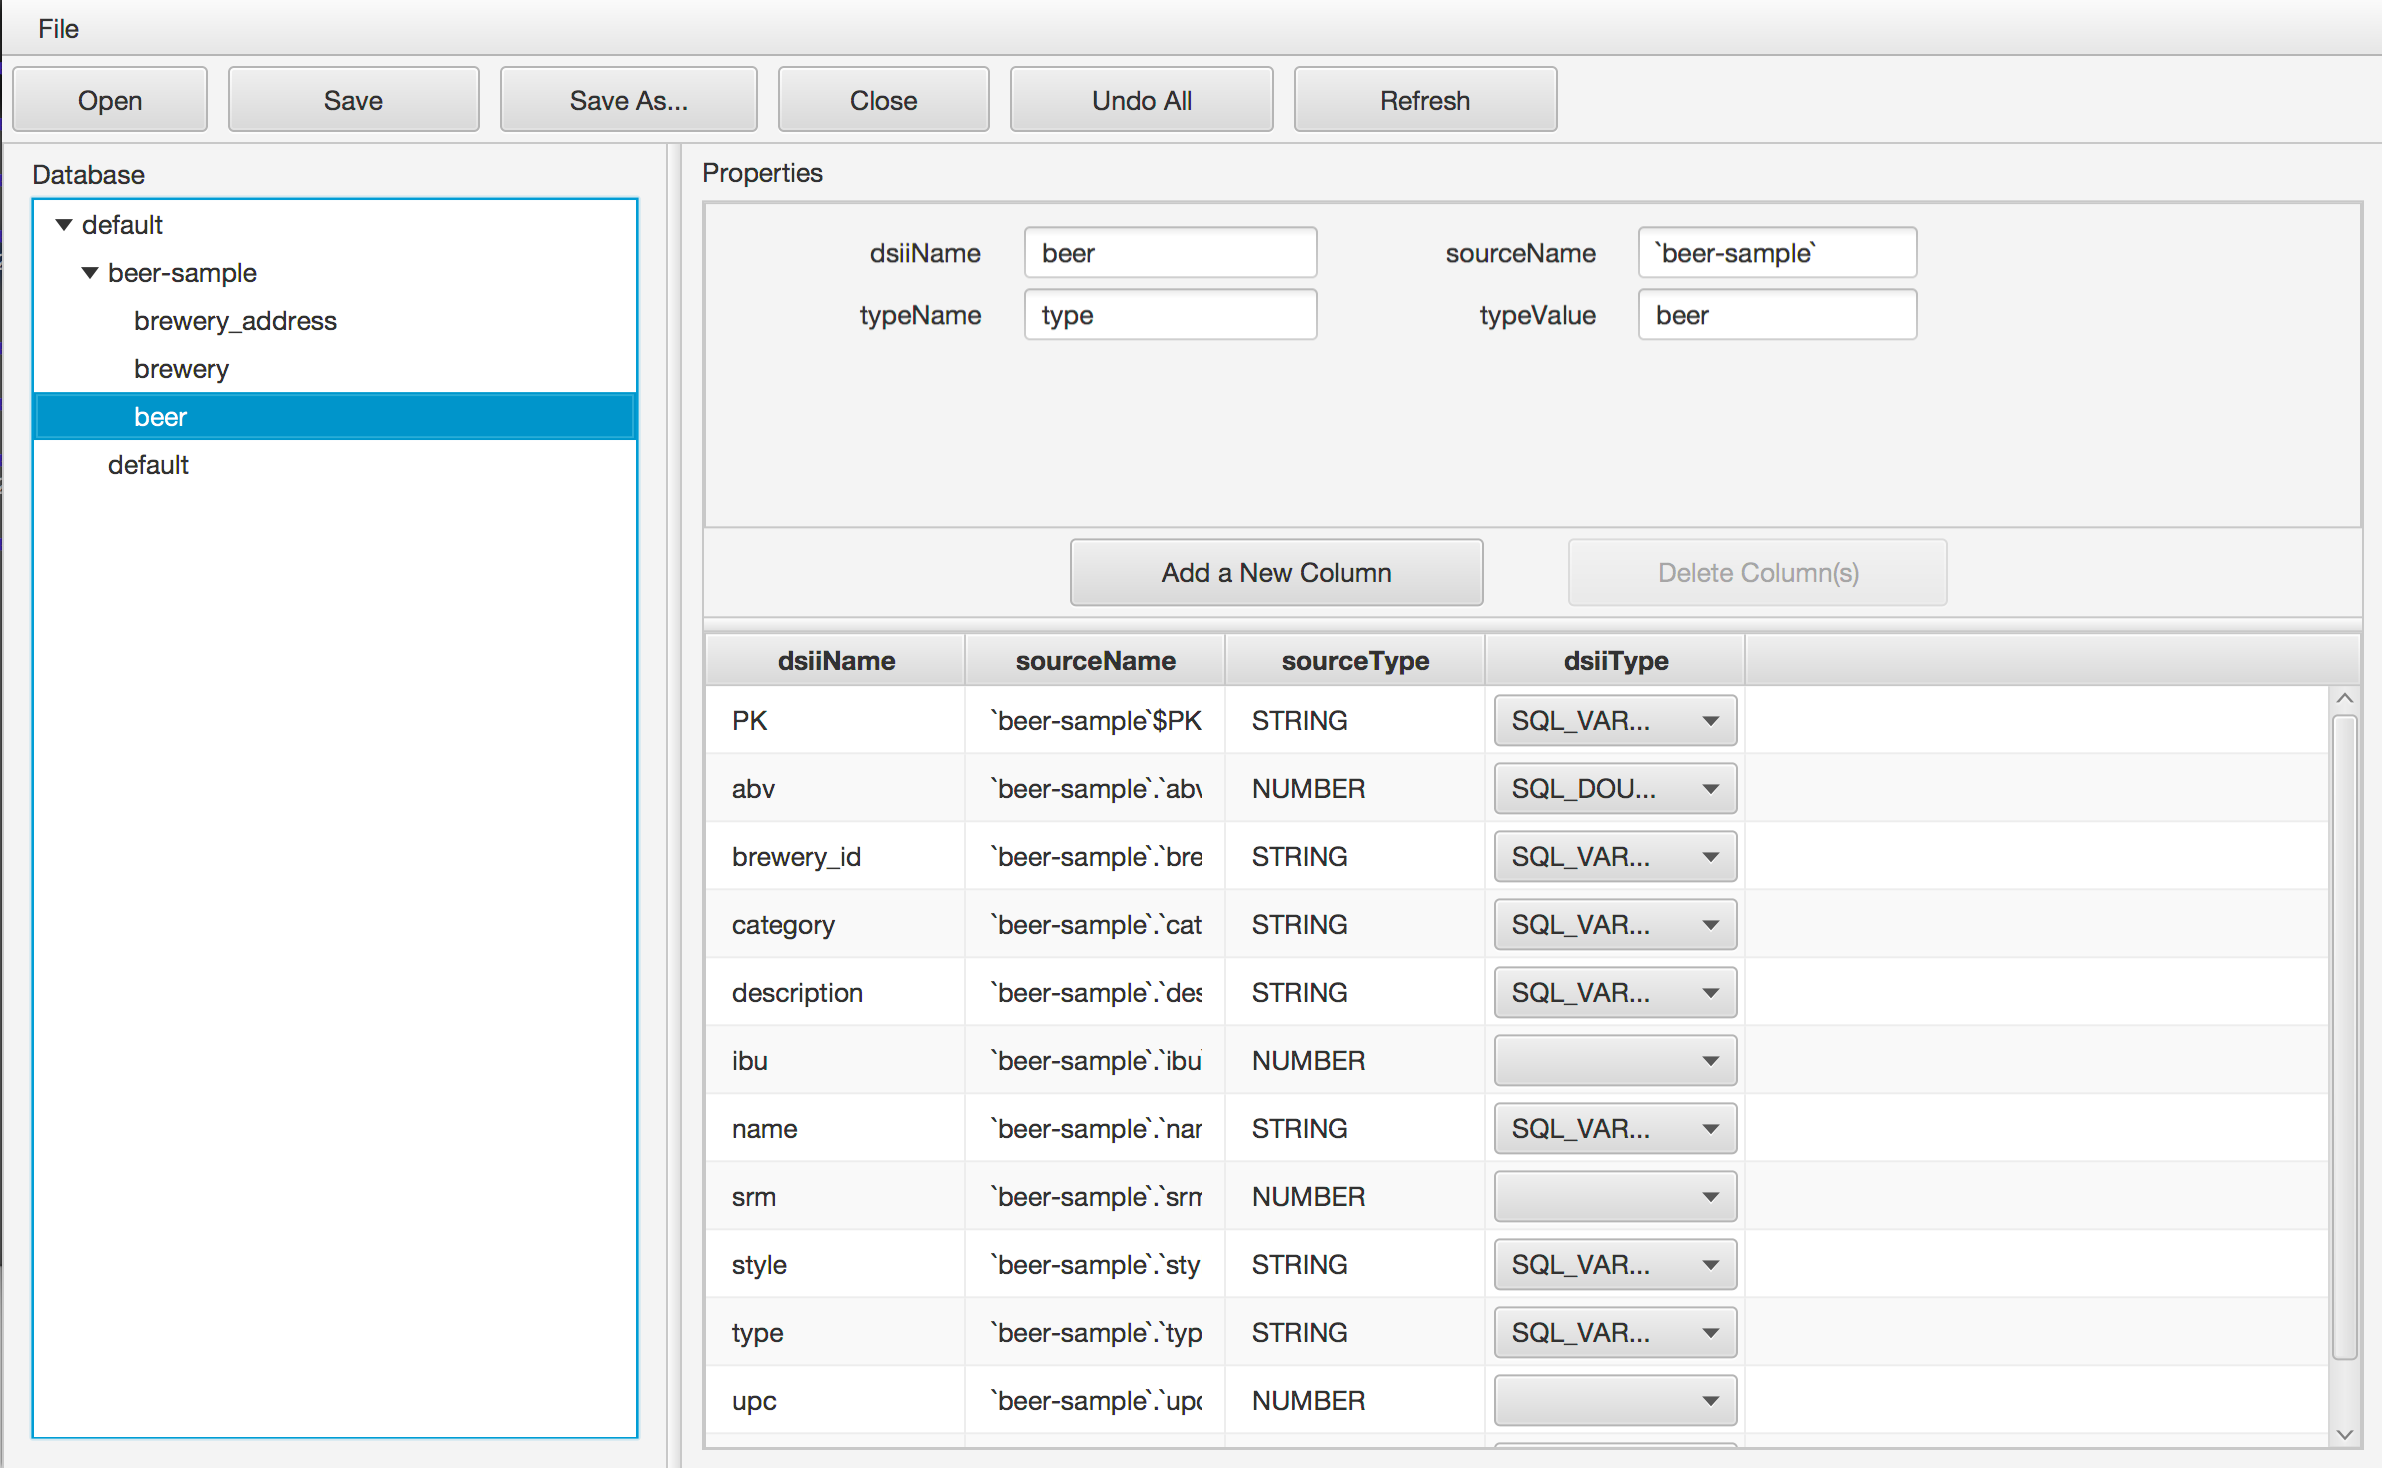 File
Open Save Save As... Close Undo All Refresh
Database
default
beer-sample
brewery_address
brewery
beer
default
Properties
dsiiName beer sourceName `beer-sample`
typeName type typeValue beer
Add a New Column Delete Column(s)
dsiiName sourceName sourceType dsiiType
PK `beer-sample`$PK STRING SQL_VAR...
abv `beer-sample`.`abv NUMBER SQL_DOU...
brewery_id `beer-sample`.`bre STRING SQL_VAR...
category `beer-sample`.`cat STRING SQL_VAR...
description `beer-sample`.`des STRING SQL_VAR...
ibu `beer-sample`.`ibu` NUMBER
name `beer-sample`.`nar STRING SQL_VAR...
srm `beer-sample`.`srm NUMBER
style `beer-sample`.`sty STRING SQL_VAR...
type `beer-sample`.`typ STRING SQL_VAR...
upc `beer-sample`.`upc NUMBER